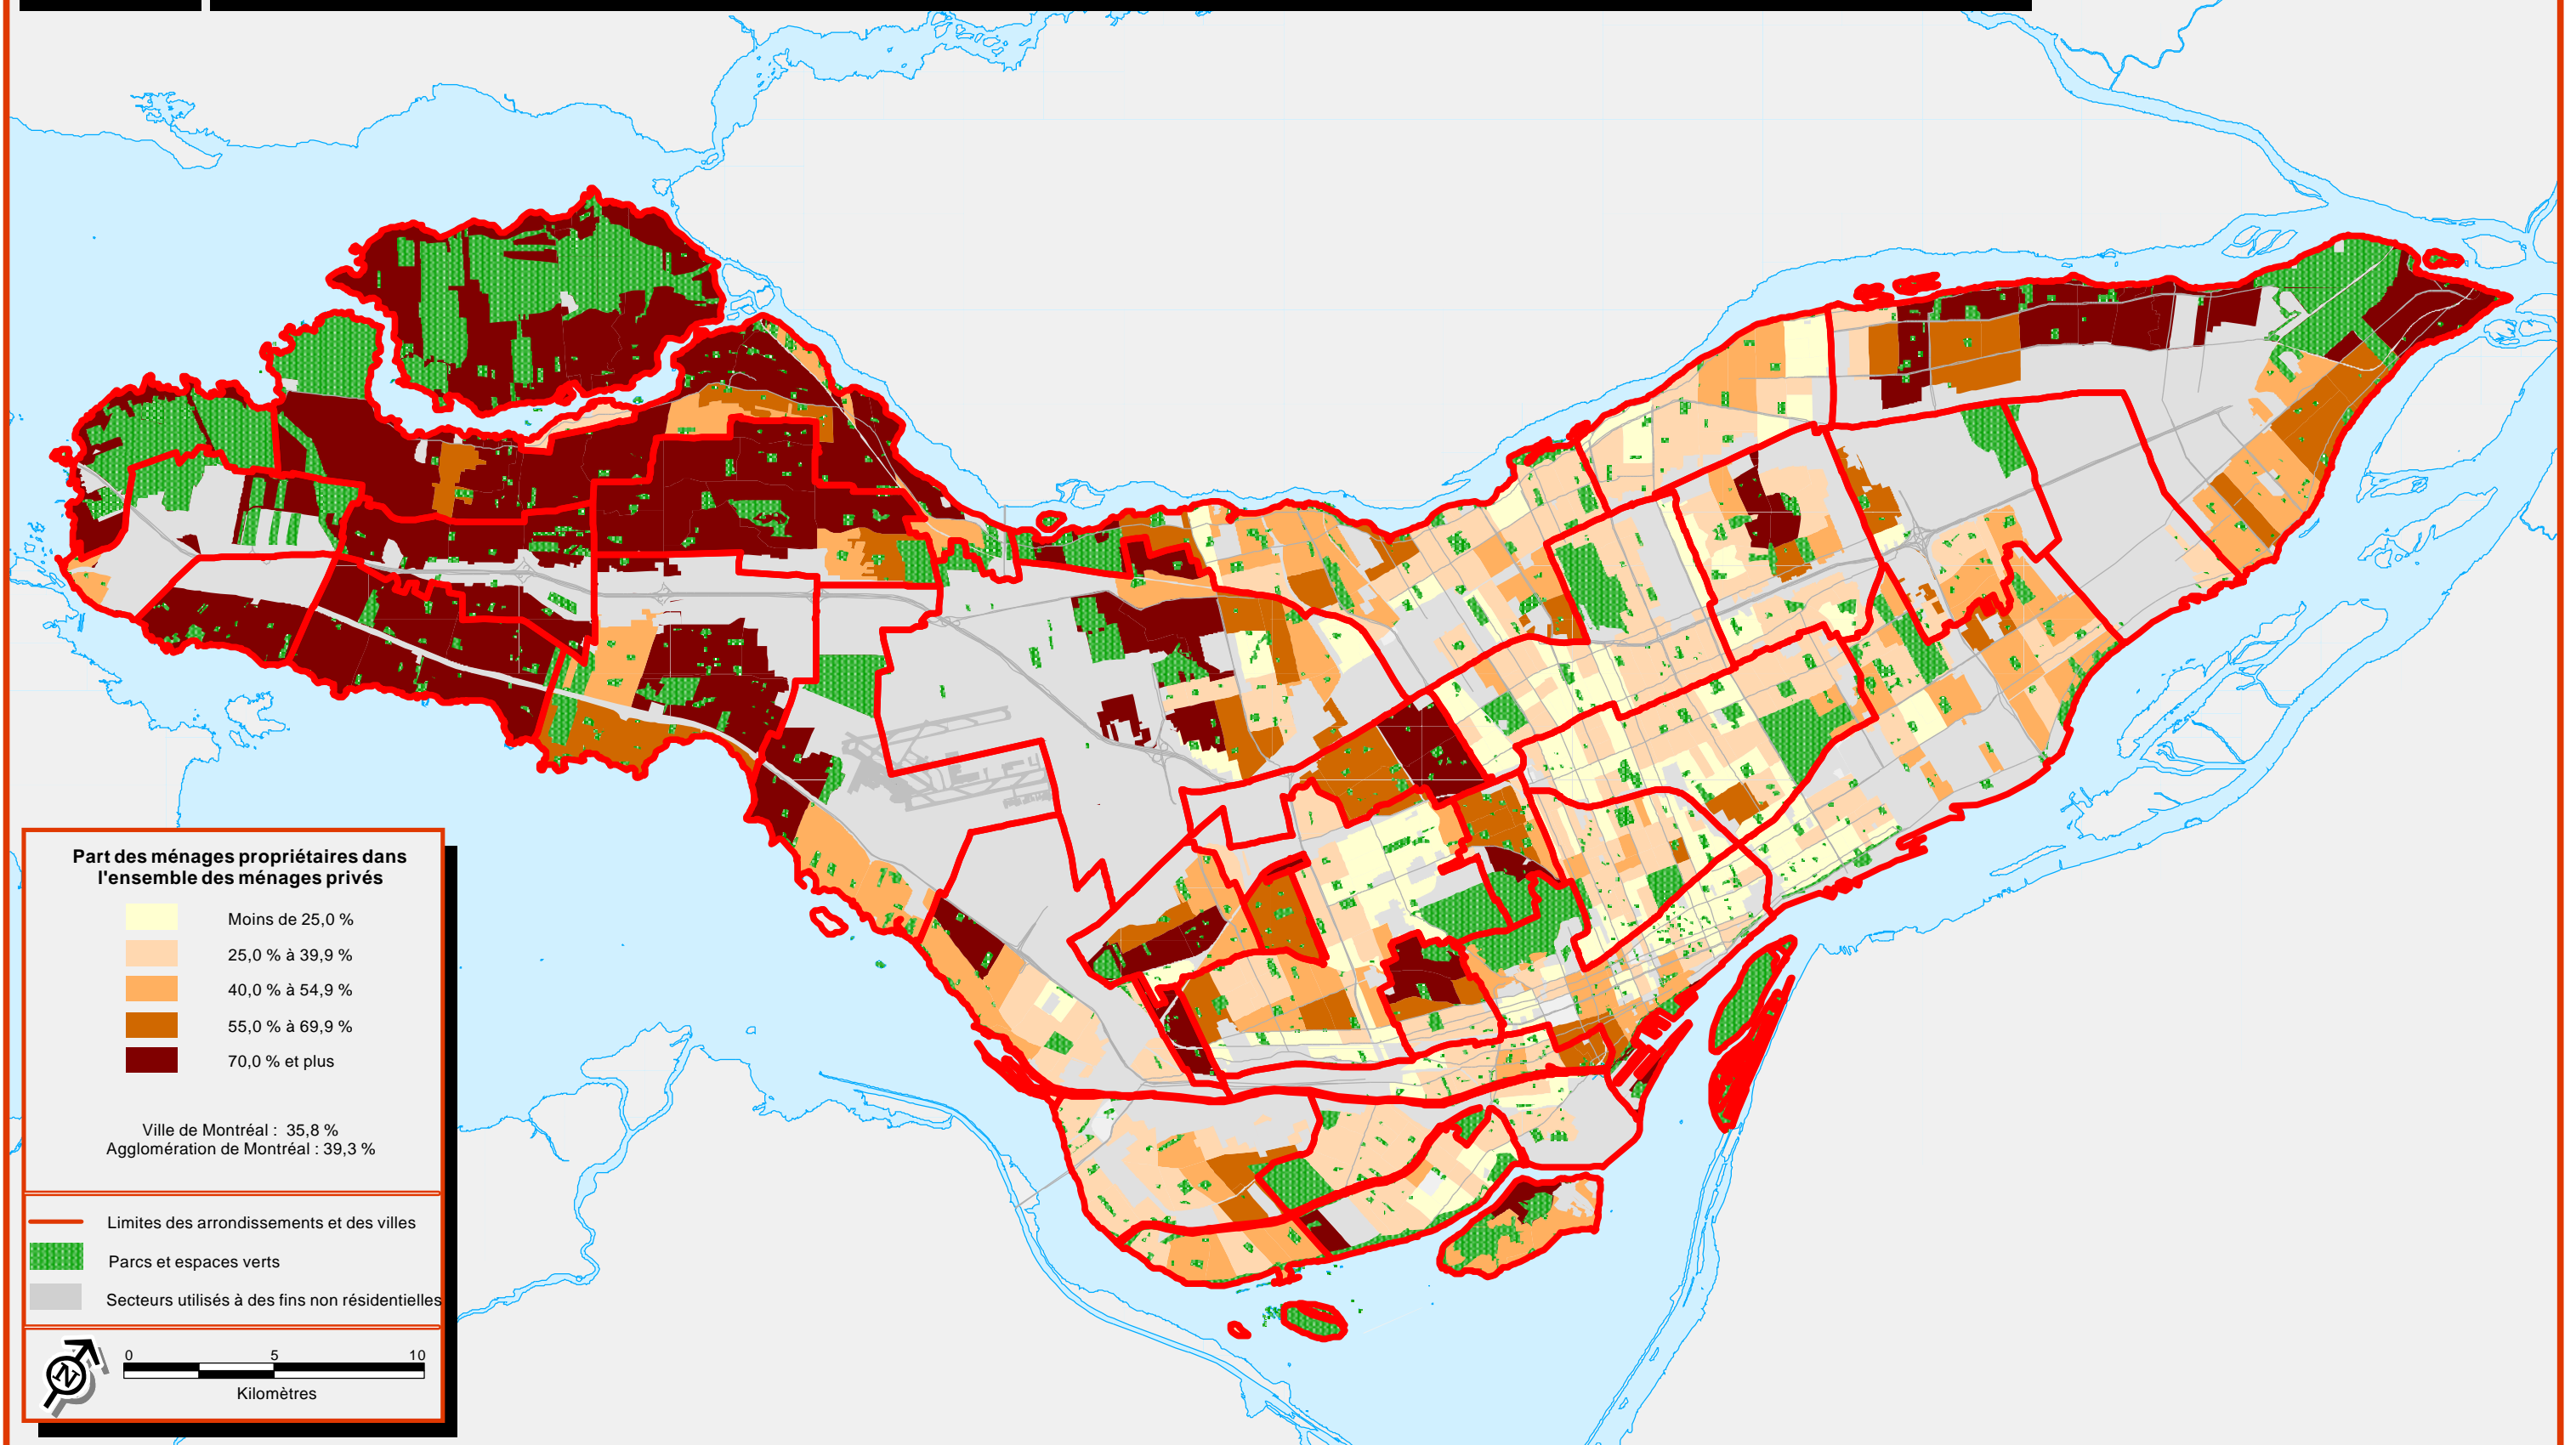 Part des ménages propriétaires dans
l'ensemble des ménages privés
Moins de 25,0 %
25,0 % à 39,9 %
40,0 % à 54,9 %
55,0 % à 69,9 %
70,0 % et plus
Ville de Montréal : 35,8 %
Agglomération de Montréal : 39,3 %
Limites des arrondissements et des villes
Parcs et espaces verts
Secteurs utilisés à des fins non résidentielles
N
0 5 10
Kilomètres